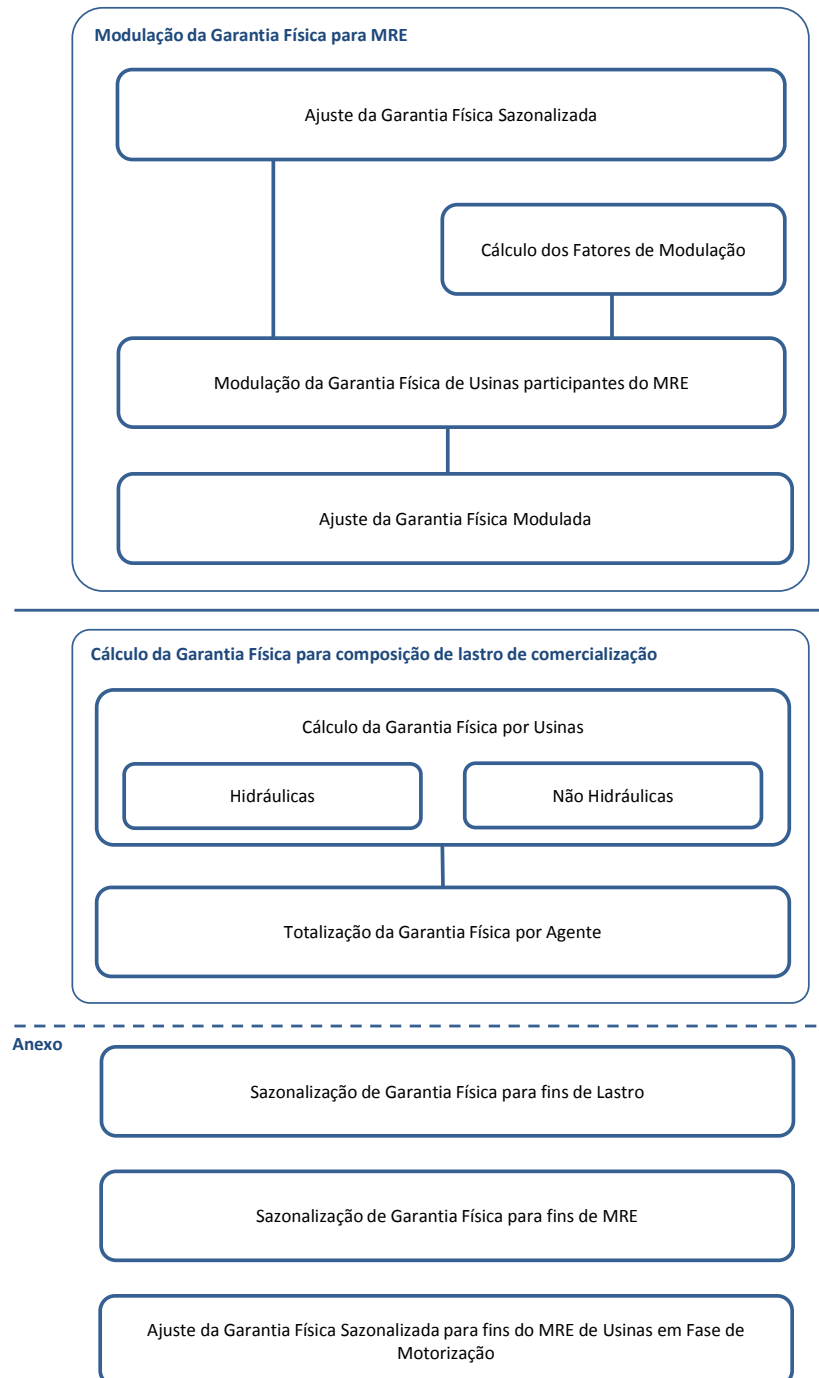 Modulação da Garantia Física para MRE
Ajuste da Garantia Física Sazonalizada
Cálculo dos Fatores de Modulação
Modulação da Garantia Física de Usinas participantes do MRE
Ajuste da Garantia Física Modulada
Cálculo da Garantia Física para composição de lastro de comercialização
Cálculo da Garantia Física por Usinas
Hidráulicas
Não Hidráulicas
Totalização da Garantia Física por Agente
Anexo
Sazonalização de Garantia Física para fins de Lastro
Sazonalização de Garantia Física para fins de MRE
Ajuste da Garantia Física Sazonalizada para fins do MRE de Usinas em Fase de
Motorização